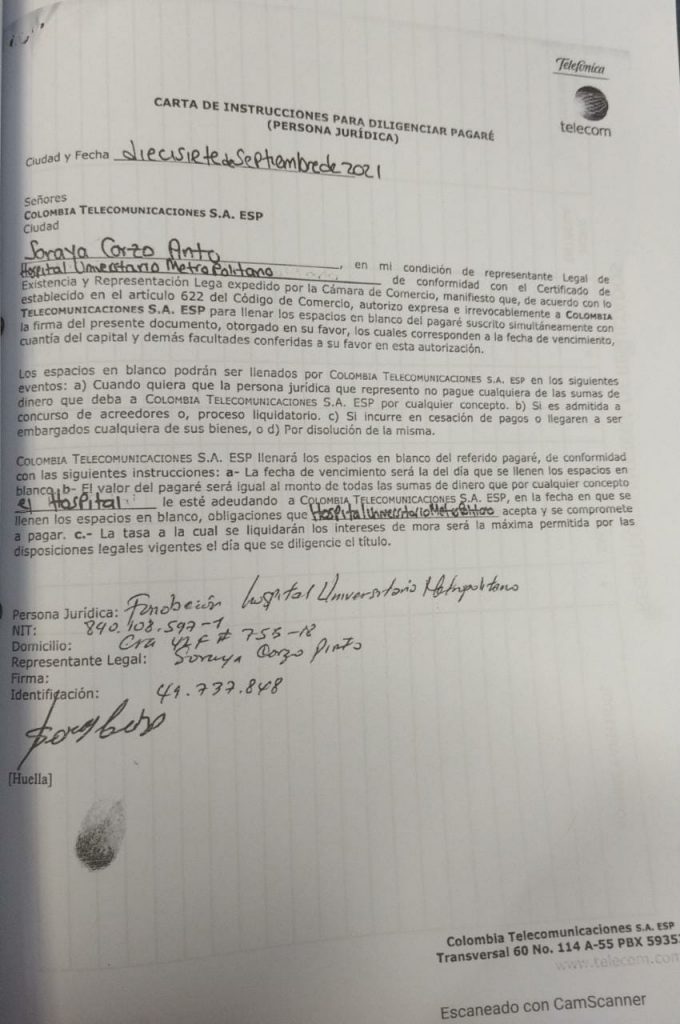 Telefónica
telecom
CARTA DE INSTRUCCIONES PARA DILIGENCIAR PAGARÉ
(PERSONA JURÍDICA)
Ciudad y Fecha diecisiete de Septiembre de 2021
Señores
COLOMBIA TELECOMUNICACIONES S.A. ESP
Ciudad
Soraya Corzo Pinto, en mi condición de representante Legal de
Hospital Universitario Metropolitano de conformidad con el Certificado de
Existencia y Representación Lega expedido por la Cámara de Comercio, manifiesto que, de acuerdo con lo
establecido en el artículo 622 del Código de Comercio, autorizo expresa e irrevocablemente a COLOMBIA
TELECOMUNICACIONES S.A. ESP para llenar los espacios en blanco del pagaré suscrito simultáneamente con
la firma del presente documento, otorgado en su favor, los cuales corresponden a la fecha de vencimiento,
cuantía del capital y demás facultades conferidas a su favor en esta autorización.
Los espacios en blanco podrán ser llenados por COLOMBIA TELECOMUNICACIONES S.A. ESP en los siguientes
eventos: a) Cuando quiera que la persona jurídica que represento no pague cualquiera de las sumas de
dinero que deba a COLOMBIA TELECOMUNICACIONES S.A. ESP por cualquier concepto. b) Si es admitida a
concurso de acreedores o, proceso liquidatorio. c) Si incurre en cesación de pagos o llegaren a ser
embargados cualquiera de sus bienes, o d) Por disolución de la misma.
COLOMBIA TELECOMUNICACIONES S.A. ESP llenará los espacios en blanco del referido pagaré, de conformidad
con las siguientes instrucciones: a- La fecha de vencimiento será la del día que se llenen los espacios en
blanco. b- El valor del pagaré será igual al monto de todas las sumas de dinero que por cualquier concepto
el Hospital le esté adeudando a COLOMBIA TELECOMUNICACIONES S.A. ESP, en la fecha en que se
llenen los espacios en blanco, obligaciones que Hospital Universitario Metropolitano acepta y se compromete
a pagar. c.- La tasa a la cual se liquidarán los intereses de mora será la máxima permitida por las
disposiciones legales vigentes el día que se diligencie el título.
Persona Jurídica: Fundación Hospital Universitario Metropolitano
NIT: 890.108.597-1
Domicilio: Cra 42F # 75B-18
Representante Legal: Soraya Corzo Pinto
Firma:
Identificación: 49.737.848
[Huella]
Colombia Telecomunicaciones S.A. ESP
Transversal 60 No. 114 A-55 PBX 5935
www.telecom.com
Escaneado con CamScanner